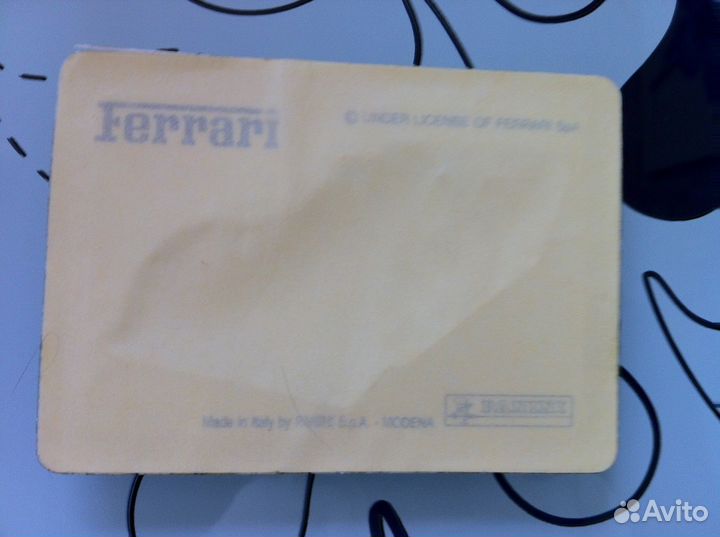 Ferrari
© UNDER LICENSE OF FERRARI SpA
Made in Italy by PANINI S.p.A. - MODENA
PANINI
Avito